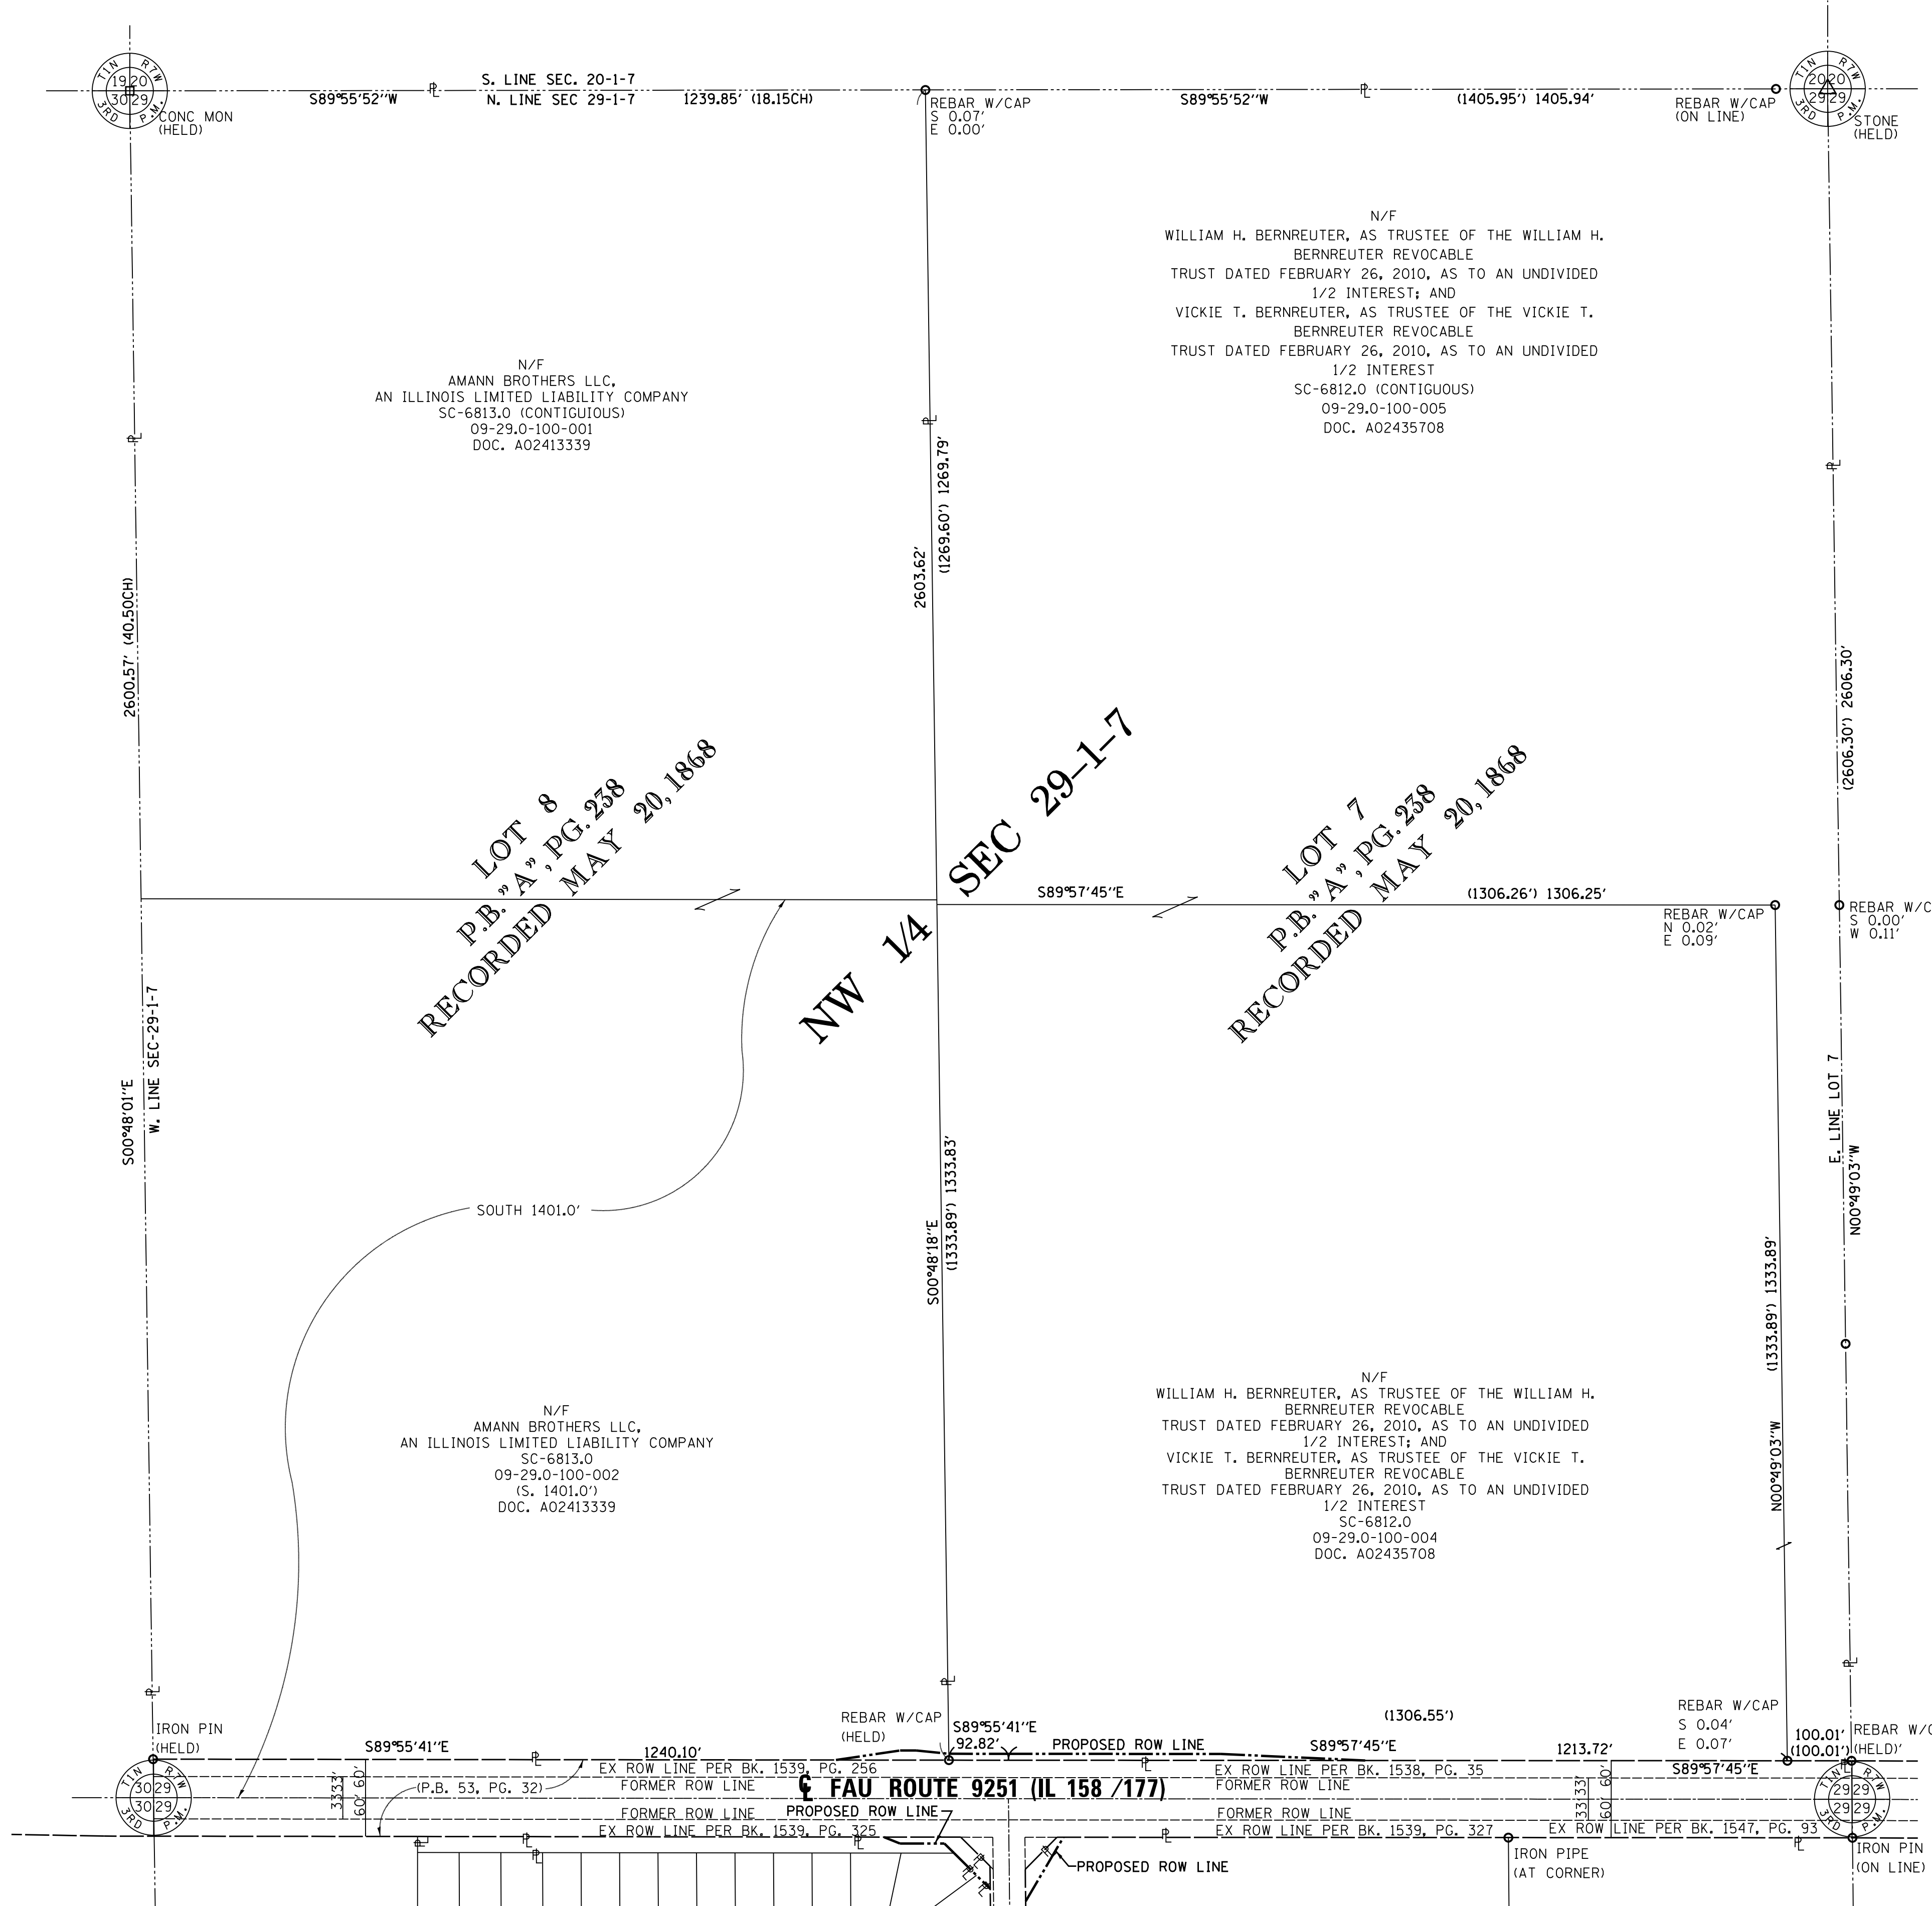 T1N R7W
19 20
30 29
3RD P.M.
CONC MON
(HELD)
S89°55'52"W
S. LINE SEC. 20-1-7
N. LINE SEC 29-1-7
1239.85' (18.15CH)
REBAR W/CAP
S 0.07'
E 0.00'
S89°55'52"W
(1405.95') 1405.94'
REBAR W/CAP
(ON LINE)
T1N R7W
20 20
29 29
3RD P.M.
STONE
(HELD)
N/F
WILLIAM H. BERNREUTER, AS TRUSTEE OF THE WILLIAM H.
BERNREUTER REVOCABLE
TRUST DATED FEBRUARY 26, 2010, AS TO AN UNDIVIDED
1/2 INTEREST; AND
VICKIE T. BERNREUTER, AS TRUSTEE OF THE VICKIE T.
BERNREUTER REVOCABLE
TRUST DATED FEBRUARY 26, 2010, AS TO AN UNDIVIDED
1/2 INTEREST
SC-6812.0 (CONTIGUOUS)
09-29.0-100-005
DOC. A02435708
N/F
AMANN BROTHERS LLC,
AN ILLINOIS LIMITED LIABILITY COMPANY
SC-6813.0 (CONTIGUIOUS)
09-29.0-100-001
DOC. A02413339
2600.57' (40.50CH)
2603.62'
(1269.60') 1269.79'
(2606.30') 2606.30'
LOT 8
P.B. "A", PG. 238
RECORDED MAY 20, 1868
NW 1/4 SEC 29-1-7
LOT 7
P.B. "A", PG. 238
RECORDED MAY 20, 1868
S89°57'45"E
(1306.26') 1306.25'
REBAR W/CAP
N 0.02'
E 0.09'
REBAR W/C
S 0.00'
W 0.11'
S00°48'01"E
W. LINE SEC-29-1-7
SOUTH 1401.0'
S00°48'18"E
(1333.89') 1333.83'
(1333.89') 1333.89'
N00°49'03"W
E. LINE LOT 7
N00°49'03"W
N/F
AMANN BROTHERS LLC,
AN ILLINOIS LIMITED LIABILITY COMPANY
SC-6813.0
09-29.0-100-002
(S. 1401.0')
DOC. A02413339
N/F
WILLIAM H. BERNREUTER, AS TRUSTEE OF THE WILLIAM H.
BERNREUTER REVOCABLE
TRUST DATED FEBRUARY 26, 2010, AS TO AN UNDIVIDED
1/2 INTEREST; AND
VICKIE T. BERNREUTER, AS TRUSTEE OF THE VICKIE T.
BERNREUTER REVOCABLE
TRUST DATED FEBRUARY 26, 2010, AS TO AN UNDIVIDED
1/2 INTEREST
SC-6812.0
09-29.0-100-004
DOC. A02435708
IRON PIN
(HELD)
S89°55'41"E
1240.10'
REBAR W/CAP
(HELD)
S89°55'41"E
92.82'
PROPOSED ROW LINE
(1306.55')
S89°57'45"E
1213.72'
REBAR W/CAP
S 0.04'
E 0.07'
100.01'
(100.01')
REBAR W/C
(HELD)'
S89°57'45"E
T1N R7W
30 29
30 29
3RD P.M.
33'33'
60' 60'
(P.B. 53, PG. 32)
EX ROW LINE PER BK. 1539, PG. 256
FORMER ROW LINE
℄ FAU ROUTE 9251 (IL 158 /177)
EX ROW LINE PER BK. 1538, PG. 35
FORMER ROW LINE
FORMER ROW LINE
EX ROW LINE PER BK. 1539, PG. 325
PROPOSED ROW LINE
FORMER ROW LINE
EX ROW LINE PER BK. 1539, PG. 327
33'33'
60' 60'
EX ROW LINE PER BK. 1547, PG. 93
T1N R7W
29 29
29 29
3RD P.M.
PROPOSED ROW LINE
IRON PIPE
(AT CORNER)
IRON PIN
(ON LINE)